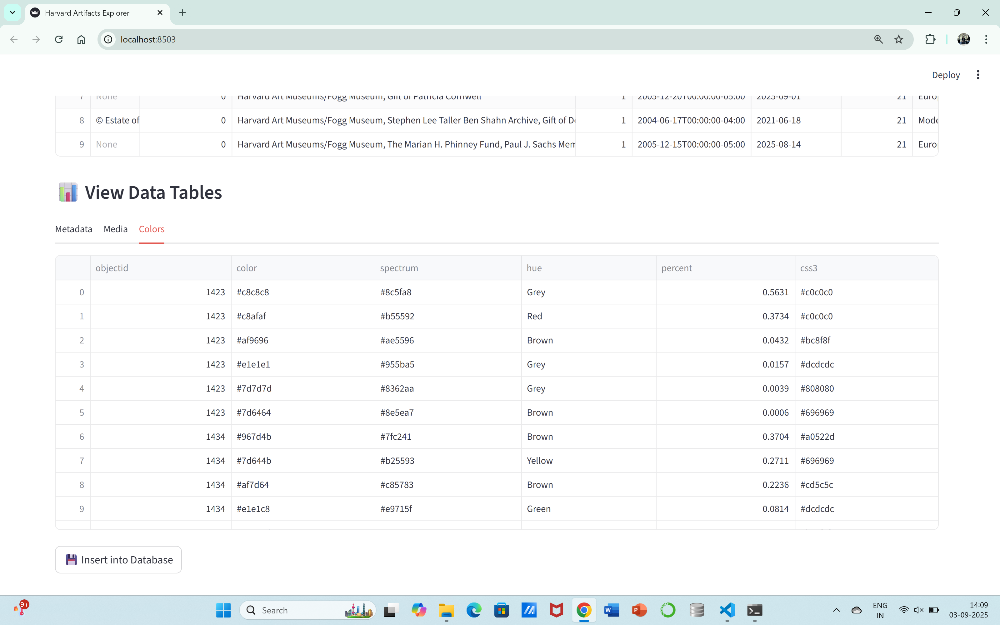 Harvard Artifacts Explorer
localhost:8503
Deploy
7 None 0 Harvard Art Museums/Fogg Museum, Gift of Patricia Cornwell 1 2005-12-20T00:00:00-05:00 2025-09-01 21 Euro
8 © Estate of 0 Harvard Art Museums/Fogg Museum, Stephen Lee Taller Ben Shahn Archive, Gift of D 1 2004-06-17T00:00:00-04:00 2021-06-18 21 Mode
9 None 0 Harvard Art Museums/Fogg Museum, The Marian H. Phinney Fund, Paul J. Sachs Mem 1 2005-12-15T00:00:00-05:00 2025-08-14 21 Euro
View Data Tables
Metadata Media Colors
objectid color spectrum hue percent css3
0 1423 #c8c8c8 #8c5fa8 Grey 0.5631 #c0c0c0
1 1423 #c8afaf #b55592 Red 0.3734 #c0c0c0
2 1423 #af9696 #ae5596 Brown 0.0432 #bc8f8f
3 1423 #e1e1e1 #955ba5 Grey 0.0157 #dcdcdc
4 1423 #7d7d7d #8362aa Grey 0.0039 #808080
5 1423 #7d6464 #8e5ea7 Brown 0.0006 #696969
6 1434 #967d4b #7fc241 Brown 0.3704 #a0522d
7 1434 #7d644b #b25593 Yellow 0.2711 #696969
8 1434 #af7d64 #c85783 Brown 0.2236 #cd5c5c
9 1434 #e1e1c8 #e9715f Green 0.0814 #dcdcdc
Insert into Database
9+
Search
ENG
IN
14:09
03-09-2025